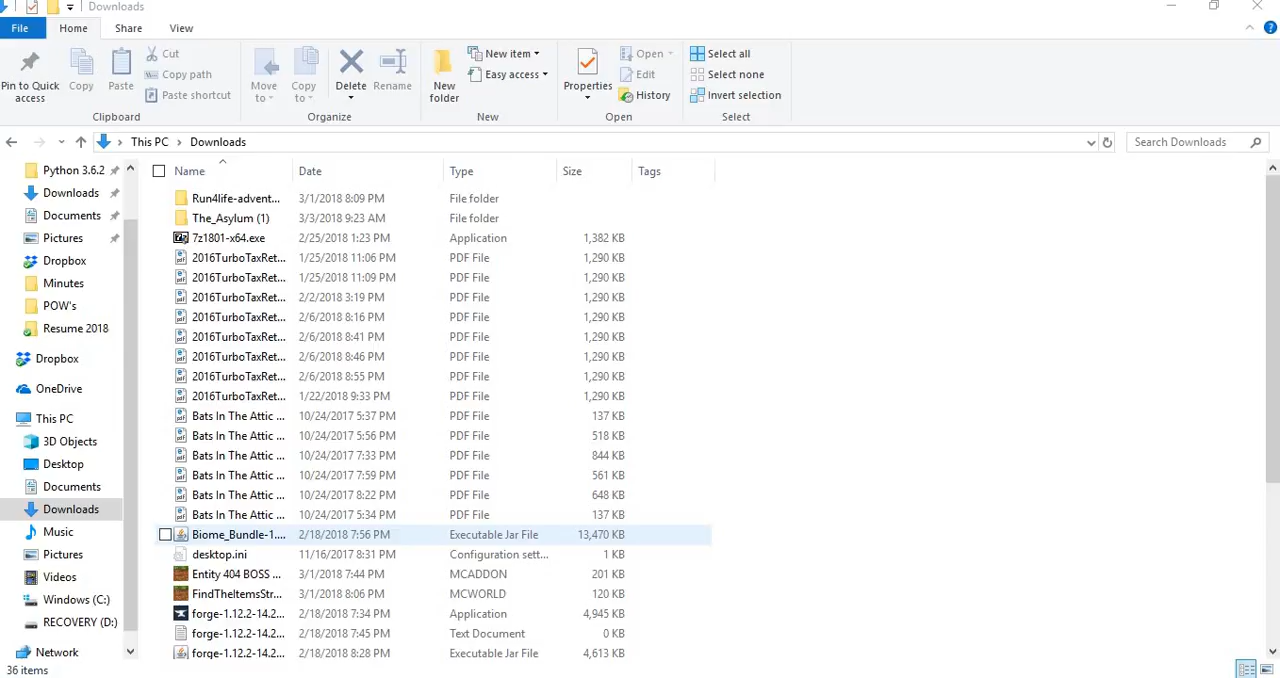 Downloads
File Home Share View
Pin to Quick access
Copy
Paste
Cut
Copy path
Paste shortcut
Clipboard
Move to
Copy to
Delete
Rename
Organize
New folder
New item
Easy access
New
Properties
Open
Edit
History
Open
Select all
Select none
Invert selection
Select
This PC Downloads
Search Downloads
Python 3.6.2
Downloads
Documents
Pictures
Dropbox
Minutes
POW's
Resume 2018
Dropbox
OneDrive
This PC
3D Objects
Desktop
Documents
Downloads
Music
Pictures
Videos
Windows (C:)
RECOVERY (D:)
Network
Name Date Type Size Tags
Run4life-advent... 3/1/2018 8:09 PM File folder
The_Asylum (1) 3/3/2018 9:23 AM File folder
7z1801-x64.exe 2/25/2018 1:23 PM Application 1,382 KB
2016TurboTaxRet... 1/25/2018 11:06 PM PDF File 1,290 KB
2016TurboTaxRet... 1/25/2018 11:09 PM PDF File 1,290 KB
2016TurboTaxRet... 2/2/2018 3:19 PM PDF File 1,290 KB
2016TurboTaxRet... 2/6/2018 8:16 PM PDF File 1,290 KB
2016TurboTaxRet... 2/6/2018 8:41 PM PDF File 1,290 KB
2016TurboTaxRet... 2/6/2018 8:46 PM PDF File 1,290 KB
2016TurboTaxRet... 2/6/2018 8:55 PM PDF File 1,290 KB
2016TurboTaxRet... 1/22/2018 9:33 PM PDF File 1,290 KB
Bats In The Attic ... 10/24/2017 5:37 PM PDF File 137 KB
Bats In The Attic ... 10/24/2017 5:56 PM PDF File 518 KB
Bats In The Attic ... 10/24/2017 7:33 PM PDF File 844 KB
Bats In The Attic ... 10/24/2017 7:59 PM PDF File 561 KB
Bats In The Attic ... 10/24/2017 8:22 PM PDF File 648 KB
Bats In The Attic ... 10/24/2017 5:34 PM PDF File 137 KB
Biome_Bundle-1.... 2/18/2018 7:56 PM Executable Jar File 13,470 KB
desktop.ini 11/16/2017 8:31 PM Configuration sett... 1 KB
Entity 404 BOSS ... 3/1/2018 7:44 PM MCADDON 201 KB
FindTheItemsStr... 3/1/2018 8:06 PM MCWORLD 120 KB
forge-1.12.2-14.2... 2/18/2018 7:34 PM Application 4,945 KB
forge-1.12.2-14.2... 2/18/2018 7:45 PM Text Document 0 KB
forge-1.12.2-14.2... 2/18/2018 8:28 PM Executable Jar File 4,613 KB
36 items